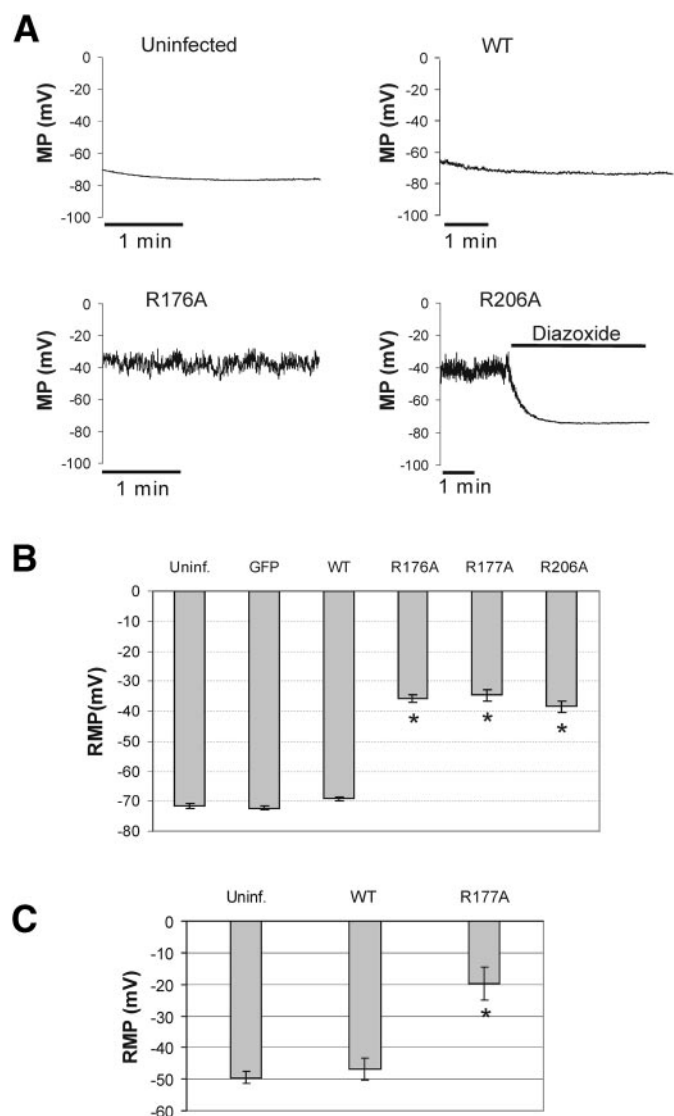 A
Uninfected
WT
0
-20
-40
-60
-80
-100
MP (mV)
1 min
0
-20
-40
-60
-80
-100
MP (mV)
1 min
R176A
R206A
0
-20
-40
-60
-80
-100
MP (mV)
1 min
Diazoxide
0
-20
-40
-60
-80
-100
MP (mV)
1 min
B
Uninf. GFP WT R176A R177A R206A
0
-10
-20
-30
-40
-50
-60
-70
-80
RMP(mV)
* * *
C
Uninf. WT R177A
0
-10
-20
-30
-40
-50
-60
RMP (mV)
*